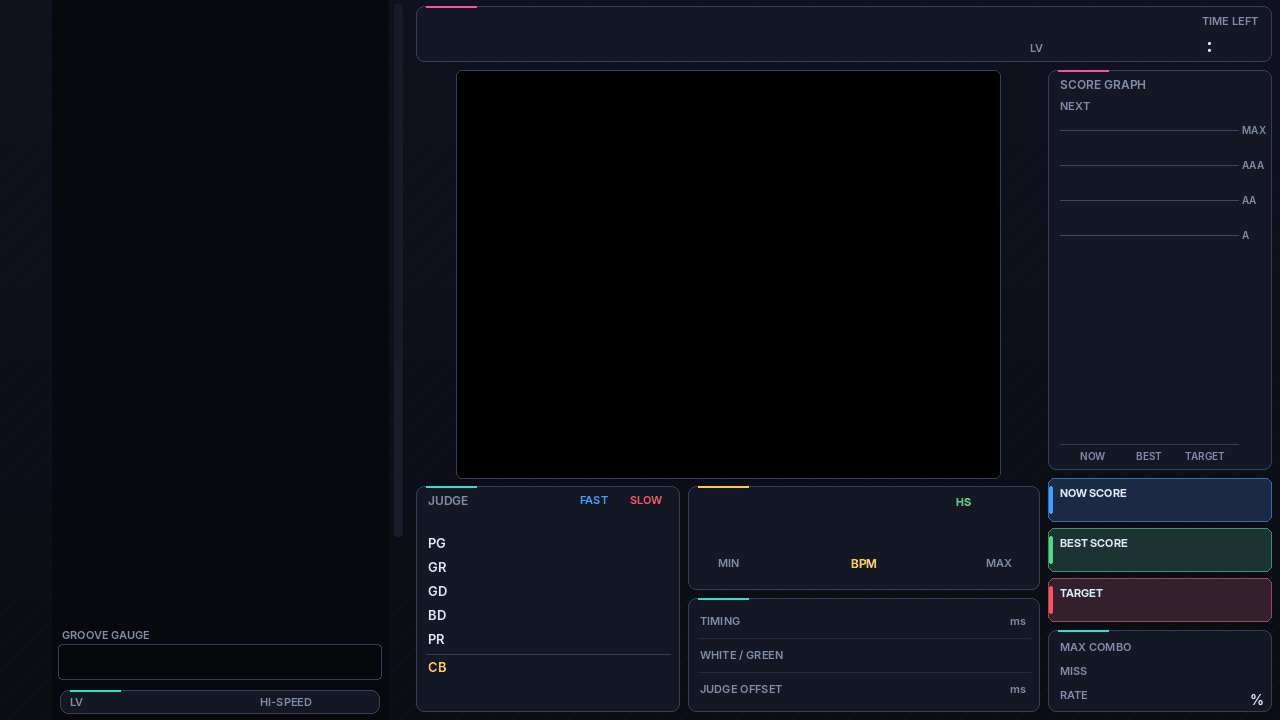 TIME LEFT
LV :
SCORE GRAPH
NEXT
MAX
AAA
AA
A
NOW BEST TARGET
JUDGE FAST SLOW
PG
GR
GD
BD
PR
CB
HS
MIN BPM MAX
TIMING ms
WHITE / GREEN
JUDGE OFFSET ms
NOW SCORE
BEST SCORE
TARGET
MAX COMBO
MISS
RATE %
GROOVE GAUGE
LV HI-SPEED